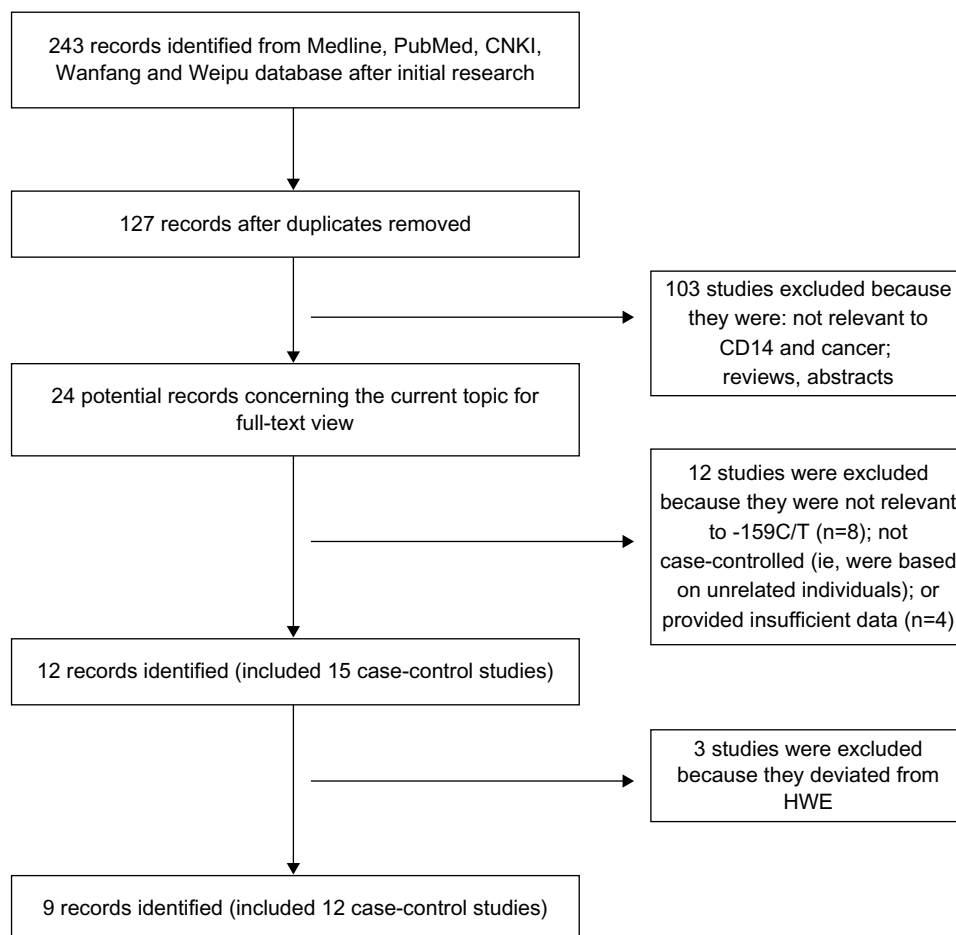 243 records identified from Medline, PubMed, CNKI,
Wanfang and Weipu database after initial research
127 records after duplicates removed
103 studies excluded because
they were: not relevant to
CD14 and cancer;
reviews, abstracts
24 potential records concerning the current topic for
full-text view
12 studies were excluded
because they were not relevant
to -159C/T (n=8); not
case-controlled (ie, were based
on unrelated individuals); or
provided insufficient data (n=4)
12 records identified (included 15 case-control studies)
3 studies were excluded
because they deviated from
HWE
9 records identified (included 12 case-control studies)